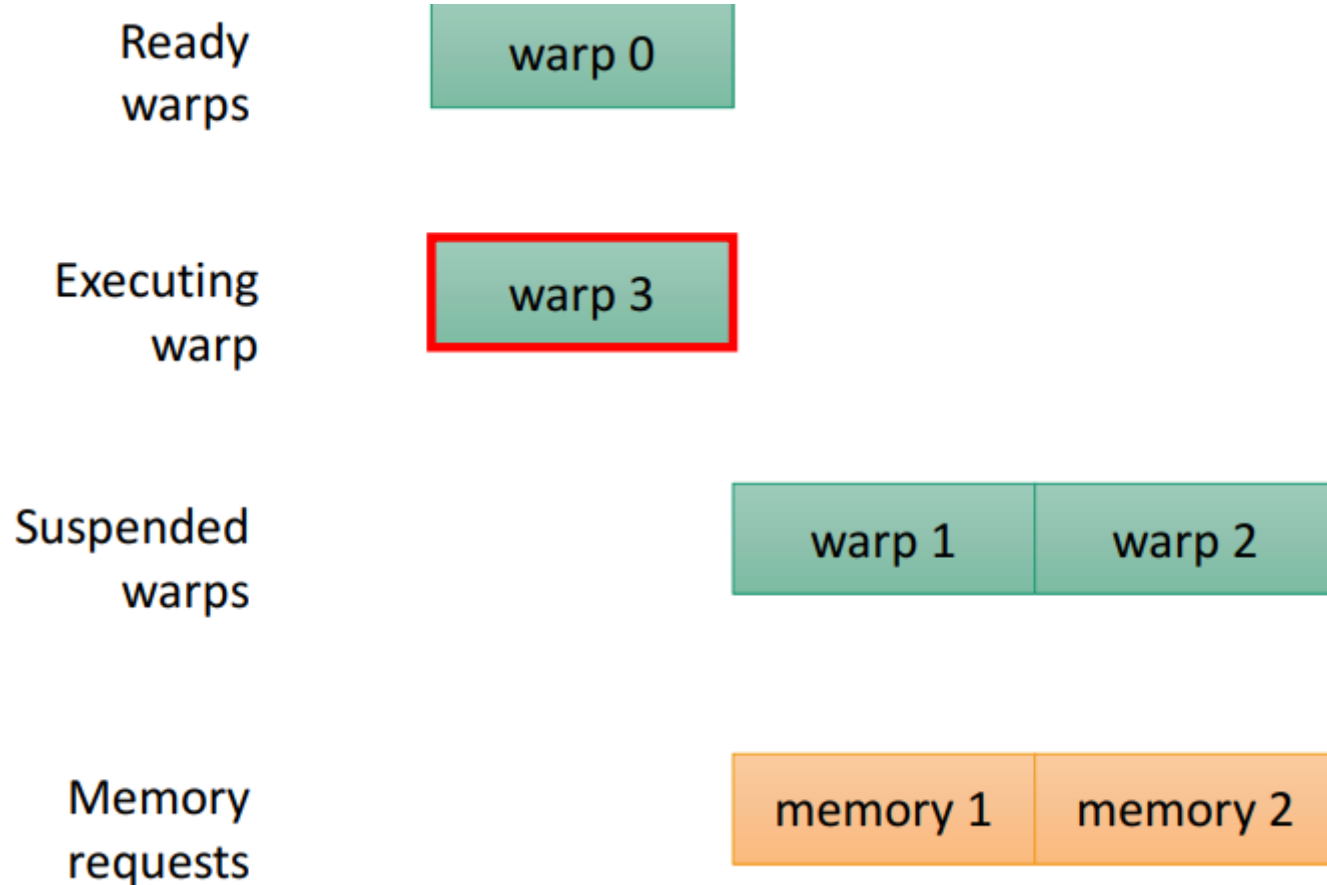 Ready
warps
warp 0
Executing
warp
warp 3
Suspended
warps
warp 1
warp 2
Memory
requests
memory 1
memory 2